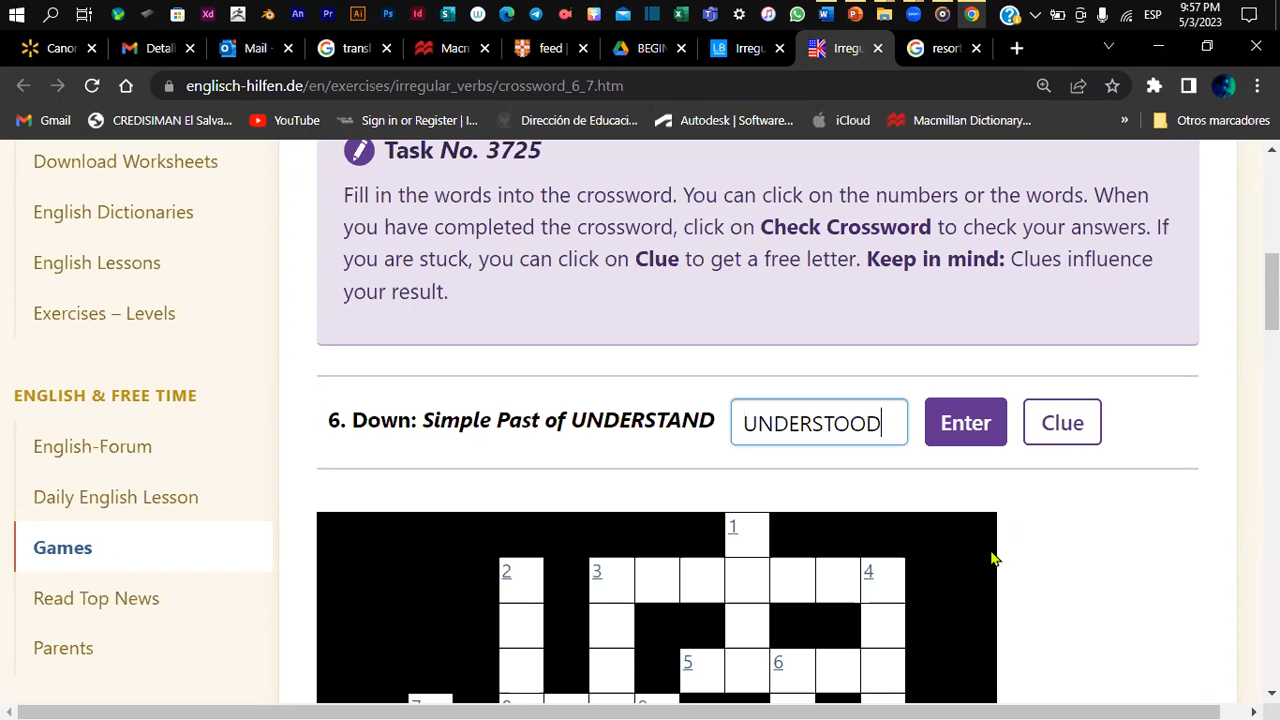 9:57 PM
ESP
5/3/2023
Canor
Detail
Mail -
transl
Macm
feed |
BEGIN
Irregu
Irregu
resort
englisch-hilfen.de/en/exercises/irregular_verbs/crossword_6_7.htm
Gmail
CREDISIMAN El Salva...
YouTube
Sign in or Register | I...
Dirección de Educaci...
Autodesk | Software...
iCloud
Macmillan Dictionary...
»
Otros marcadores
Download Worksheets
English Dictionaries
English Lessons
Exercises – Levels
ENGLISH & FREE TIME
English-Forum
Daily English Lesson
Games
Read Top News
Parents
Task No. 3725
Fill in the words into the crossword. You can click on the numbers or the words. When
you have completed the crossword, click on Check Crossword to check your answers. If
you are stuck, you can click on Clue to get a free letter. Keep in mind: Clues influence
your result.
6. Down: Simple Past of UNDERSTAND
UNDERSTOOD
Enter
Clue
1
2
3
4
5
6